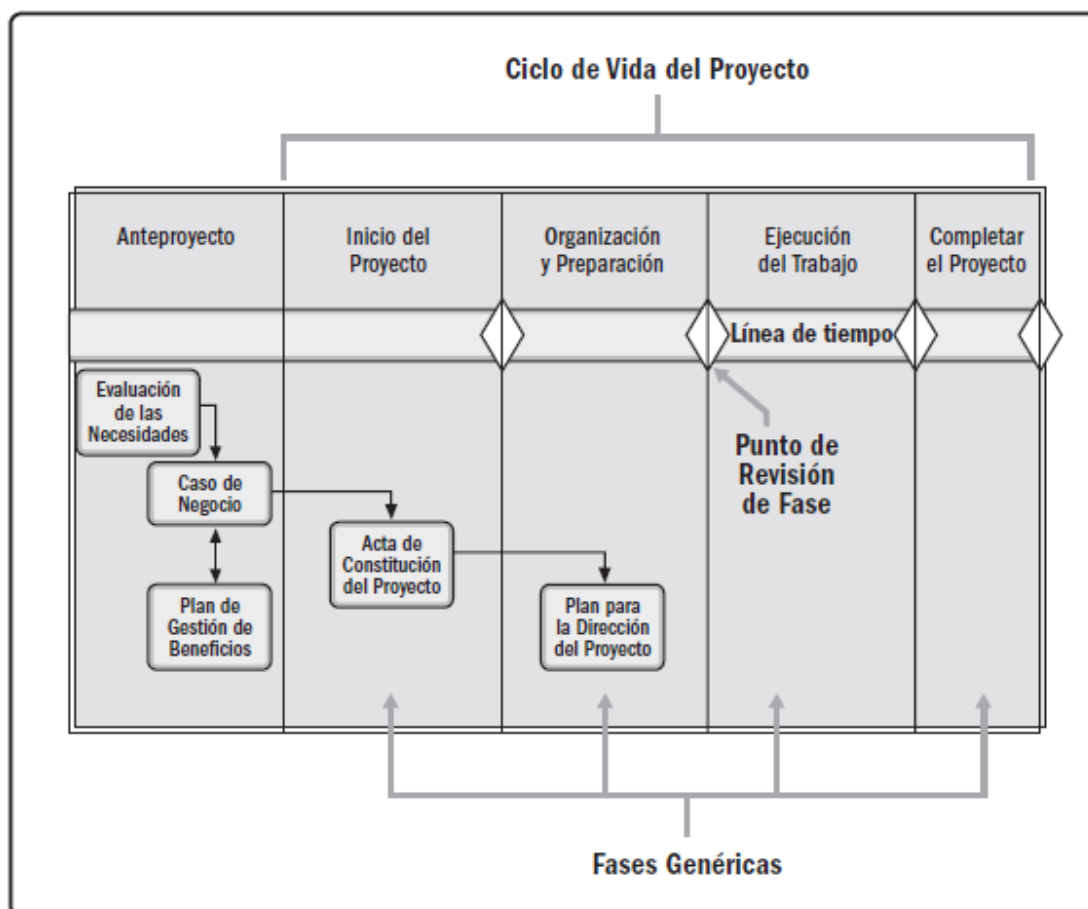 Ciclo de Vida del Proyecto
Anteproyecto
Inicio del
Proyecto
Organización
y Preparación
Ejecución
del Trabajo
Completar
el Proyecto
Línea de tiempo
Evaluación
de las
Necesidades
Caso de
Negocio
Plan de
Gestión de
Beneficios
Acta de
Constitución
del Proyecto
Plan para
la Dirección
del Proyecto
Punto de
Revisión
de Fase
Fases Genéricas